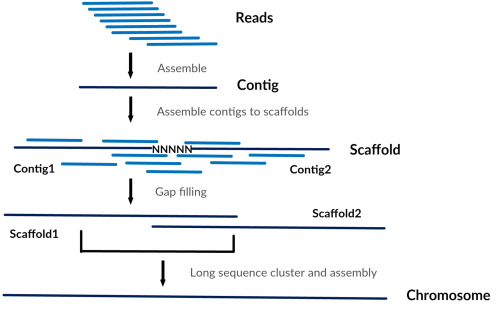 Reads
Assemble
Contig
Assemble contigs to scaffolds
NNNNN
Scaffold
Contig1
Contig2
Gap filling
Scaffold2
Scaffold1
Long sequence cluster and assembly
Chromosome